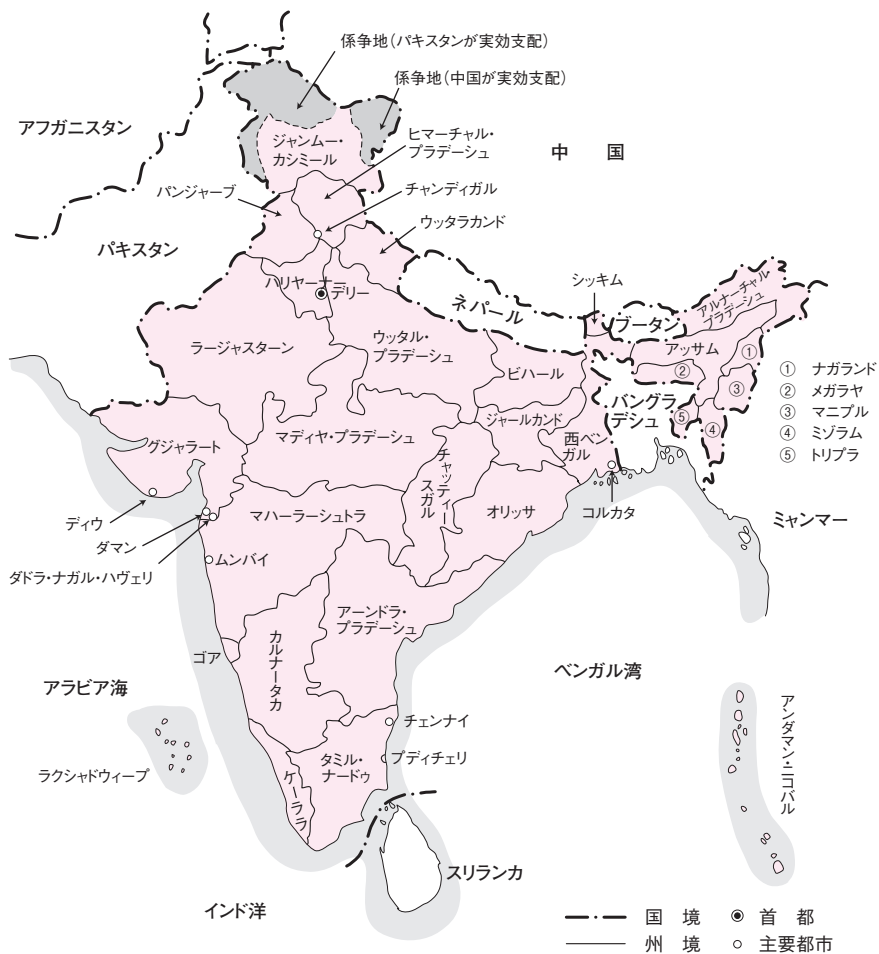 係争地(パキスタンが実効支配)
係争地(中国が実効支配)
アフガニスタン
ジャンムー・
カシミール
ヒマーチャル・
プラデーシュ
中 国
パンジャーブ
チャンディガル
ウッタラカンド
パキスタン
ハリヤーナー
デリー
シッキム
ネパール
ブータン
アルナーチャル
プラデーシュ
ラージャスターン
ウッタル・
プラデーシュ
アッサム
ビハール
バングラ
デシュ
①
②
③
④
⑤
① ナガランド
② メガラヤ
③ マニプル
④ ミゾラム
⑤ トリプラ
グジャラート
マディヤ・プラデーシュ
ジャールカンド
西ベン
ガル
チャッティー
スガル
オリッサ
コルカタ
ミャンマー
ディウ
ダマン
ダドラ・ナガル・ハヴェリ
マハーラーシュトラ
ムンバイ
アーンドラ・
プラデーシュ
カルナータカ
ゴア
アラビア海
ベンガル湾
ラクシャドウィープ
チェンナイ
プディチェリ
タミル・
ナードゥ
ケーララ
アンダマン・ニコバル
スリランカ
インド洋
国 境
首 都
州 境
主要都市